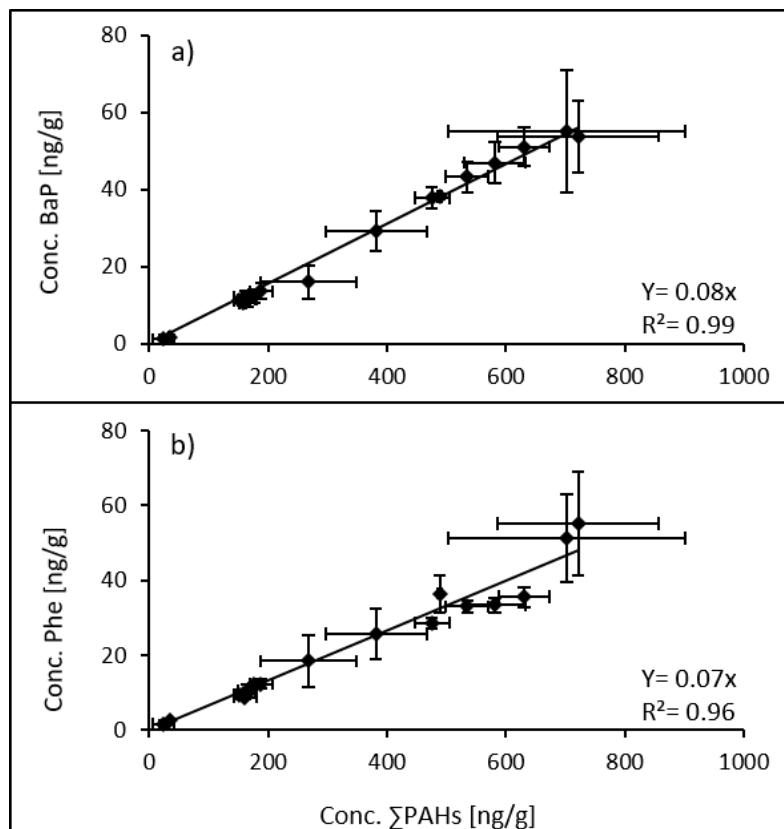 a)
Conc. BaP [ng/g]
80
60
40
20
0
Y= 0.08x
R²= 0.99
0 200 400 600 800 1000
b)
Conc. Phe [ng/g]
80
60
40
20
0
Y= 0.07x
R²= 0.96
0 200 400 600 800 1000
Conc. ∑PAHs [ng/g]